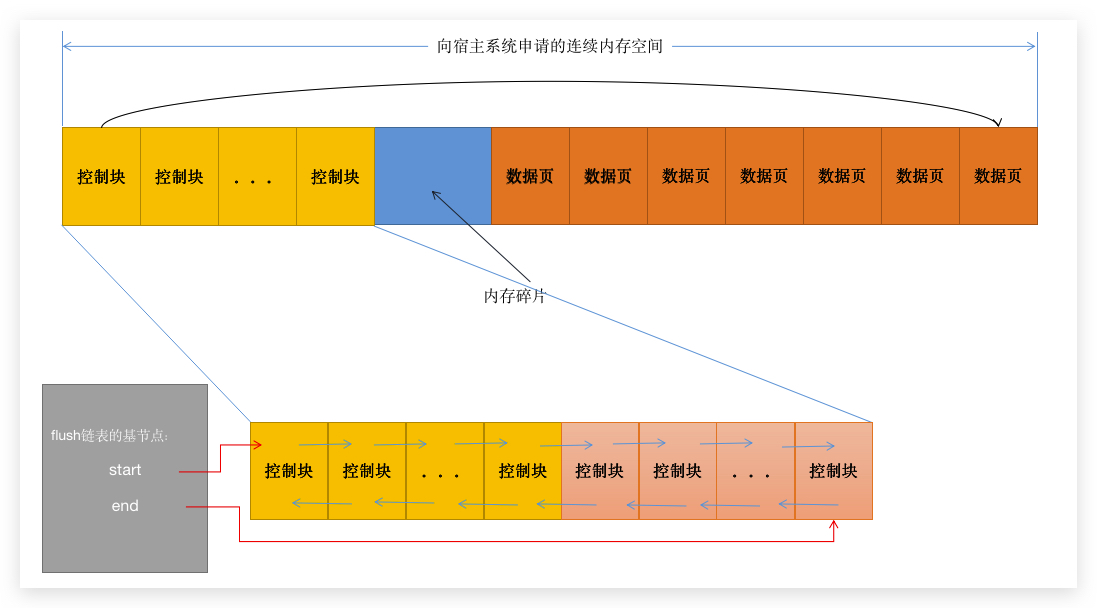 向宿主系统申请的连续内存空间
控制块 控制块 . . . 控制块 数据页 数据页 数据页 数据页 数据页 数据页 数据页
内存碎片
flush链表的基节点:
start
end
控制块 控制块 . . . 控制块 控制块 控制块 . . . 控制块